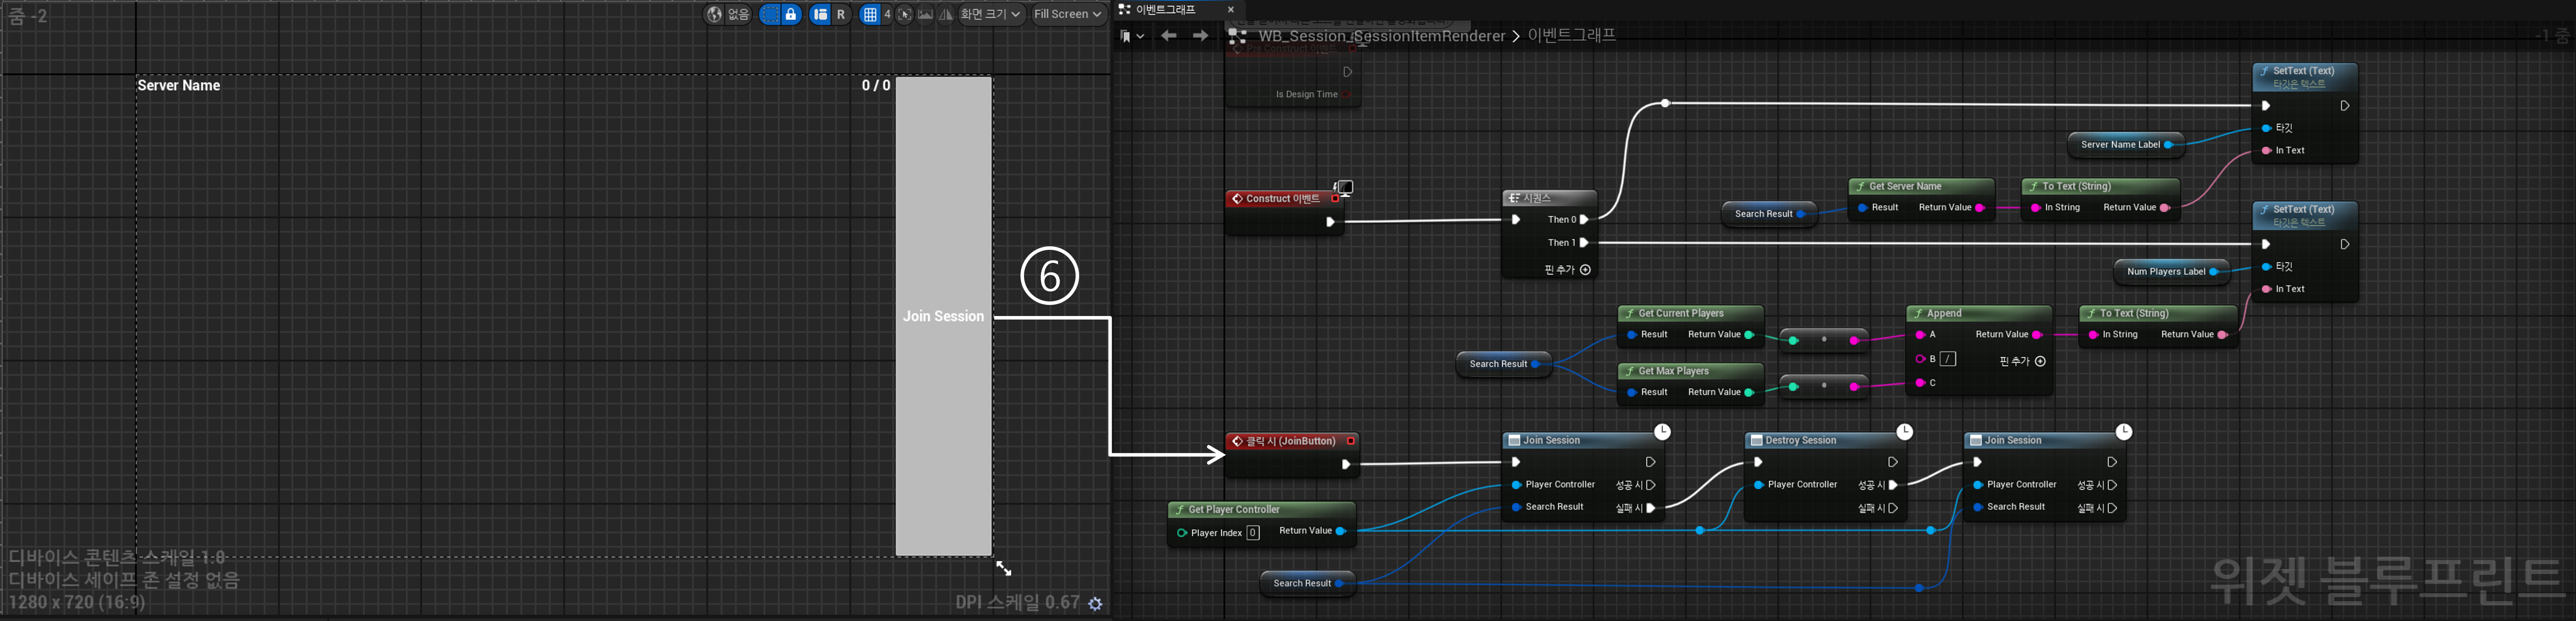 줌 -2
없음
R
4
화면 크기
Fill Screen
Server Name
0 / 0
Join Session
디바이스 콘텐츠 스케일 1.0
디바이스 세이프 존 설정 없음
1280 x 720 (16:9)
DPI 스케일 0.67
⑥
이벤트그래프
WB_Session_SessionItemRenderer > 이벤트그래프
-1 줌
Pre Construct 이벤트
Is Design Time
Construct 이벤트
시퀀스
Then 0
Then 1
핀 추가
SetText (Text)
타깃은 텍스트
타깃
In Text
Server Name Label
Search Result
Get Server Name
Result
Return Value
To Text (String)
In String
Return Value
SetText (Text)
타깃은 텍스트
타깃
In Text
Num Players Label
Search Result
Get Current Players
Result
Return Value
Get Max Players
Result
Return Value
Append
A
Return Value
B /
핀 추가
C
To Text (String)
In String
Return Value
클릭 시 (JoinButton)
Get Player Controller
Player Index 0
Return Value
Search Result
Join Session
Player Controller
성공 시
Search Result
실패 시
Destroy Session
Player Controller
성공 시
실패 시
Join Session
Player Controller
성공 시
Search Result
실패 시
위젯 블루프린트